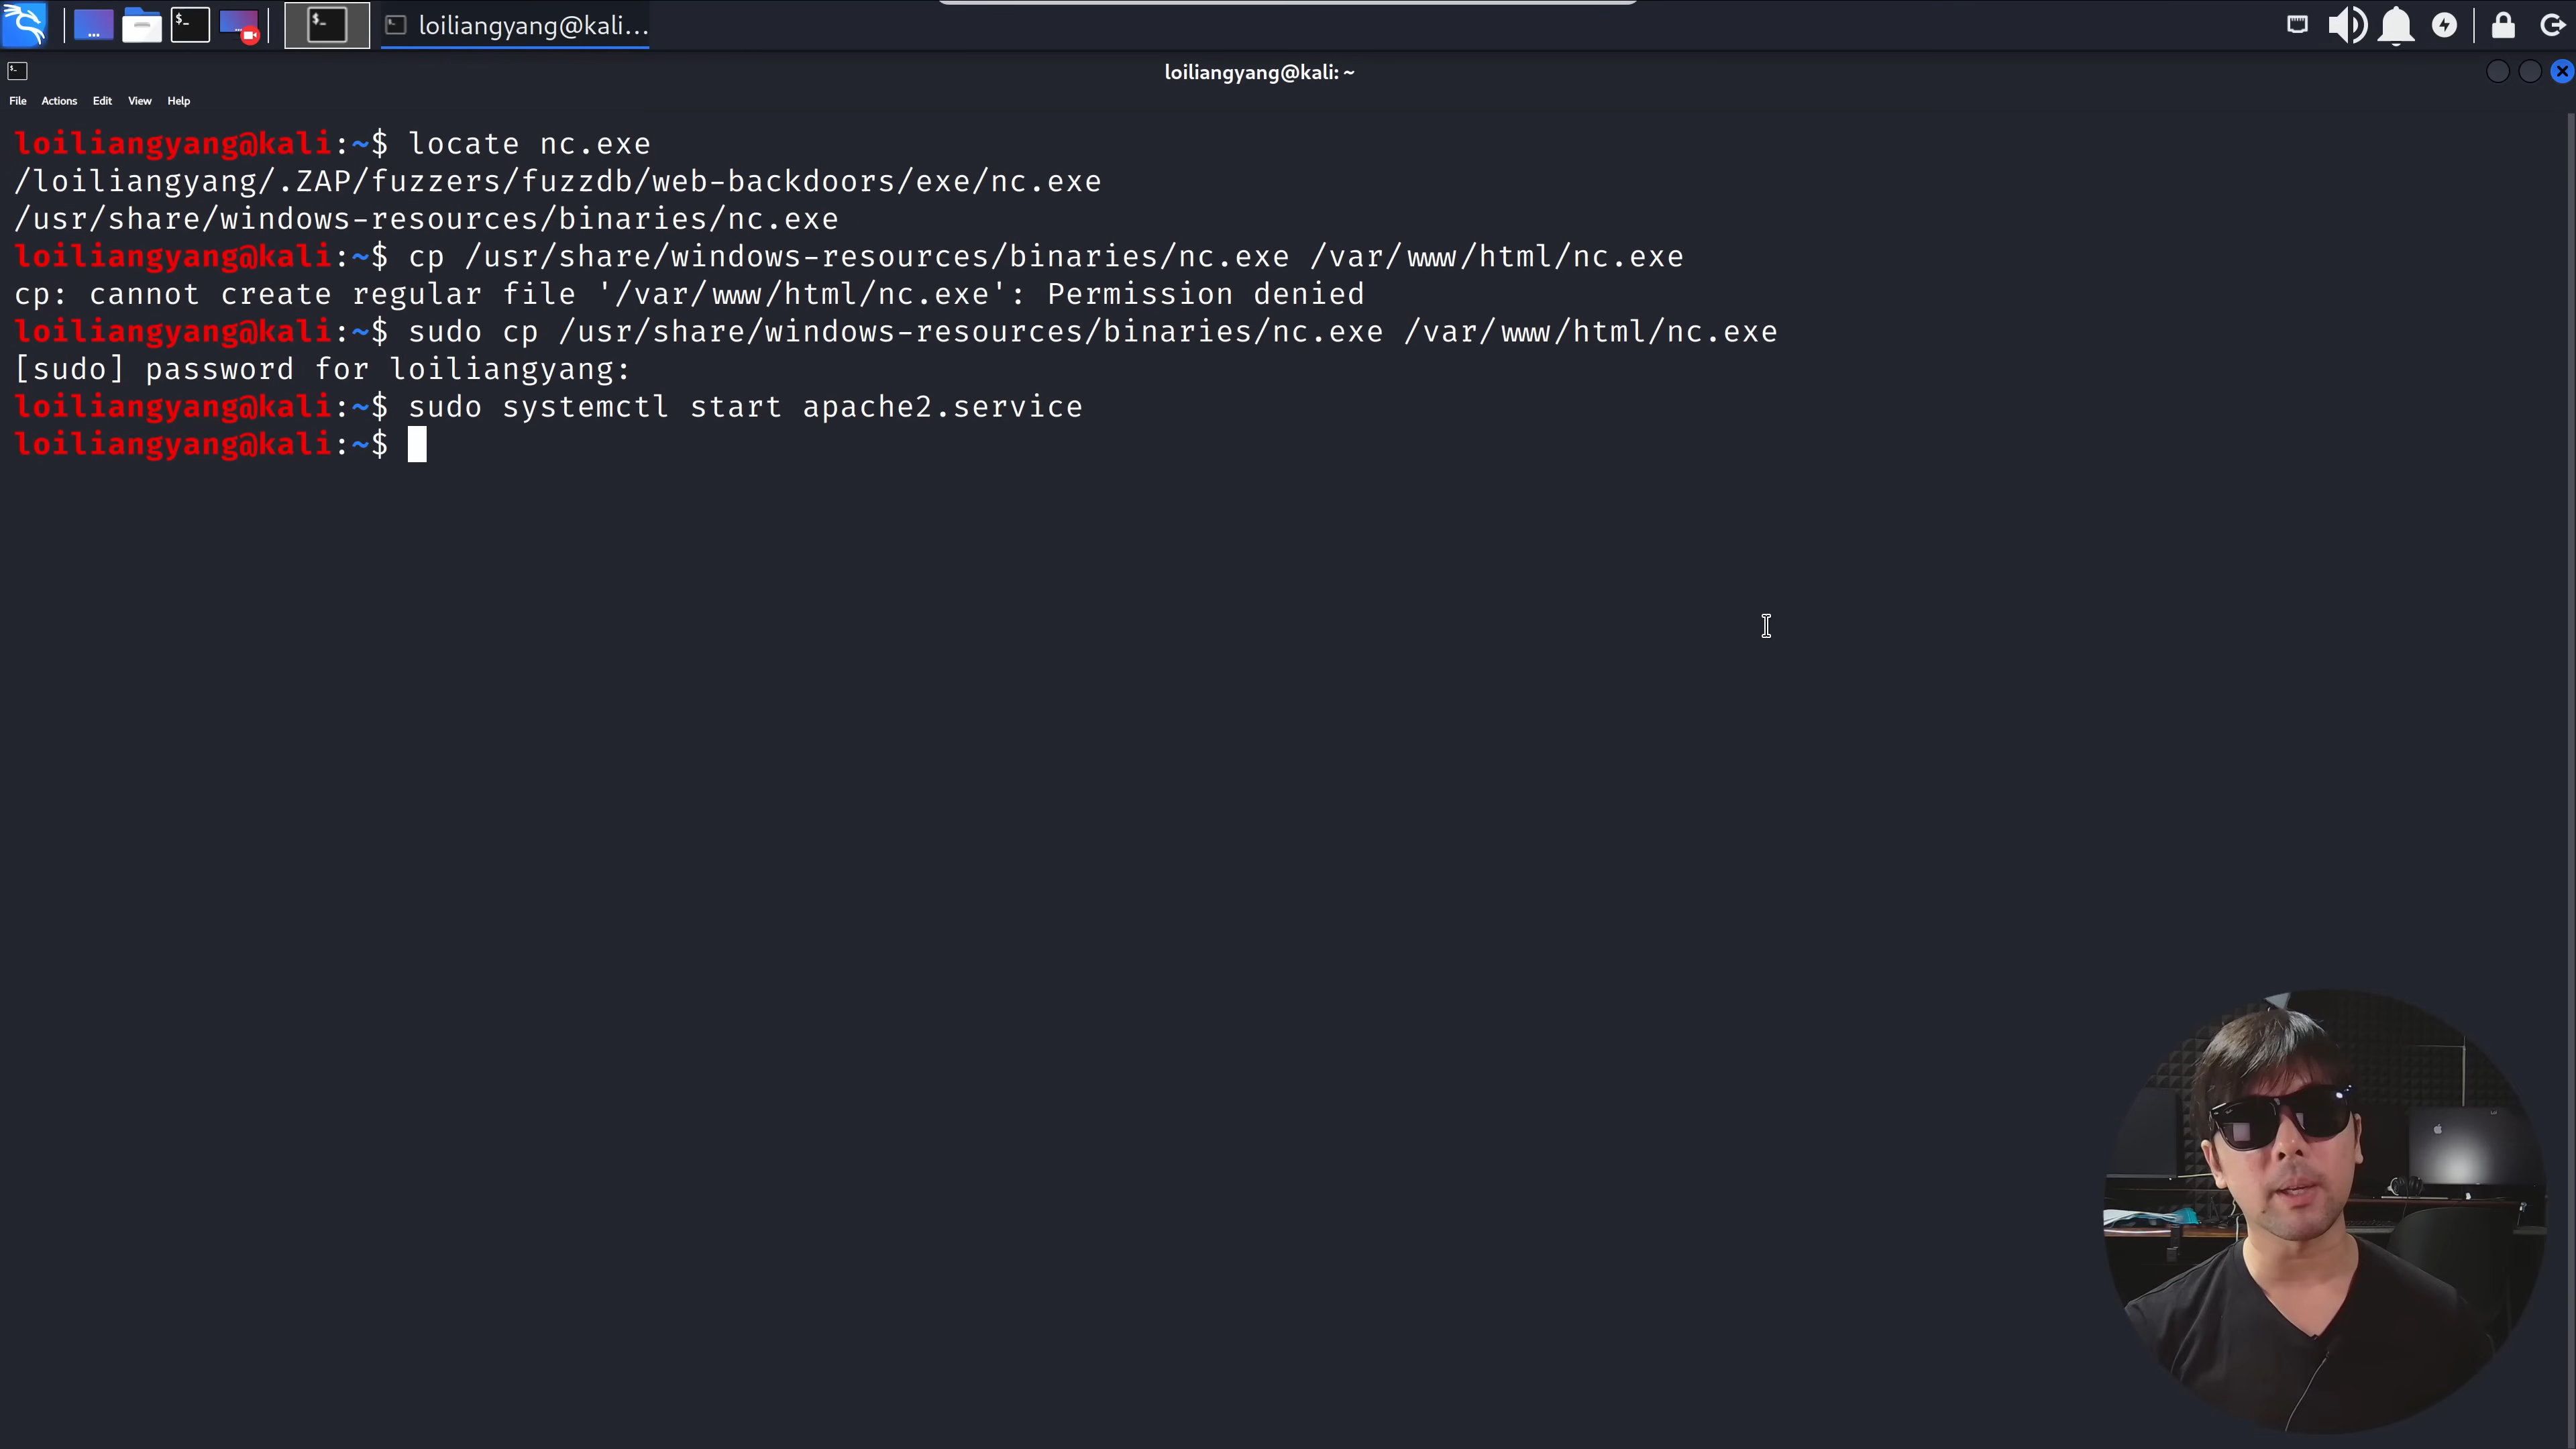 loiliangyang@kali...
loiliangyang@kali: ~
File Actions Edit View Help
loiliangyang@kali:~$ locate nc.exe
/loiliangyang/.ZAP/fuzzers/fuzzdb/web-backdoors/exe/nc.exe
/usr/share/windows-resources/binaries/nc.exe
loiliangyang@kali:~$ cp /usr/share/windows-resources/binaries/nc.exe /var/www/html/nc.exe
cp: cannot create regular file '/var/www/html/nc.exe': Permission denied
loiliangyang@kali:~$ sudo cp /usr/share/windows-resources/binaries/nc.exe /var/www/html/nc.exe
[sudo] password for loiliangyang:
loiliangyang@kali:~$ sudo systemctl start apache2.service
loiliangyang@kali:~$